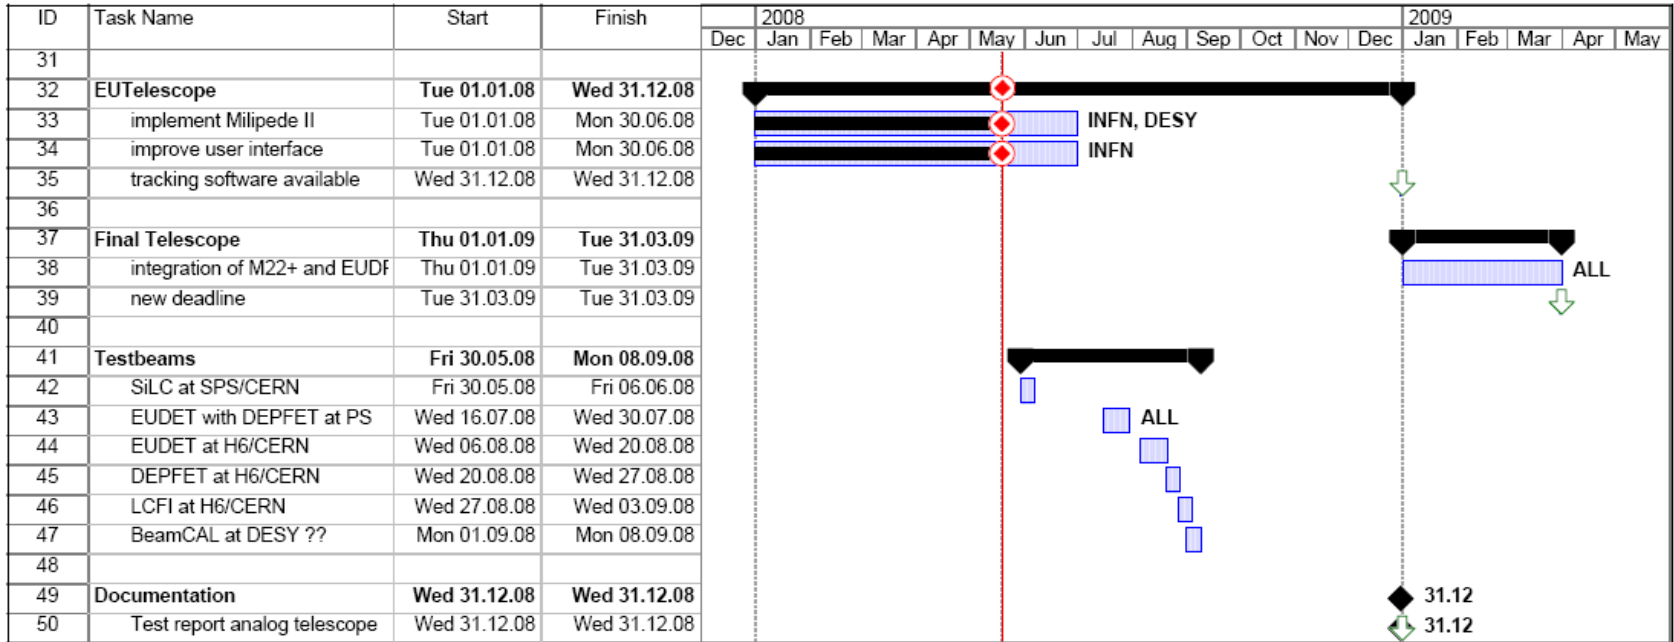 ID Task Name Start Finish 2008 2009
Dec Jan Feb Mar Apr May Jun Jul Aug Sep Oct Nov Dec Jan Feb Mar Apr May
31
32 EUTelescope Tue 01.01.08 Wed 31.12.08
33 implement Milipede II Tue 01.01.08 Mon 30.06.08 INFN, DESY
34 improve user interface Tue 01.01.08 Mon 30.06.08 INFN
35 tracking software available Wed 31.12.08 Wed 31.12.08
36
37 Final Telescope Thu 01.01.09 Tue 31.03.09
38 integration of M22+ and EUDF Thu 01.01.09 Tue 31.03.09 ALL
39 new deadline Tue 31.03.09 Tue 31.03.09
40
41 Testbeams Fri 30.05.08 Mon 08.09.08
42 SiLC at SPS/CERN Fri 30.05.08 Fri 06.06.08
43 EUDET with DEPFET at PS Wed 16.07.08 Wed 30.07.08 ALL
44 EUDET at H6/CERN Wed 06.08.08 Wed 20.08.08
45 DEPFET at H6/CERN Wed 20.08.08 Wed 27.08.08
46 LCFI at H6/CERN Wed 27.08.08 Wed 03.09.08
47 BeamCAL at DESY ?? Mon 01.09.08 Mon 08.09.08
48
49 Documentation Wed 31.12.08 Wed 31.12.08 31.12
50 Test report analog telescope Wed 31.12.08 Wed 31.12.08 31.12